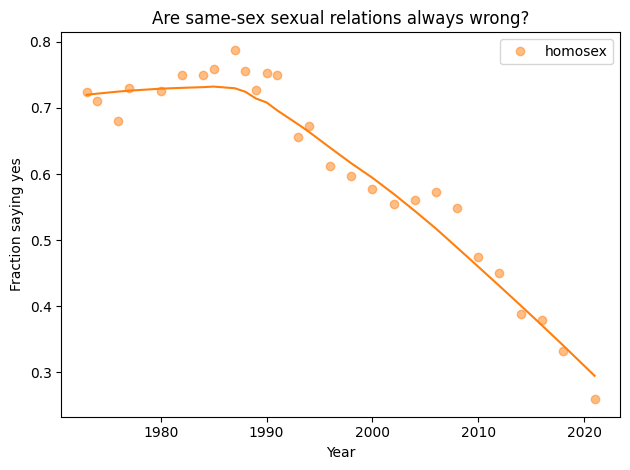 Are same-sex sexual relations always wrong?
homosex
0.8
0.7
0.6
0.5
0.4
0.3
Fraction saying yes
1980 1990 2000 2010 2020
Year